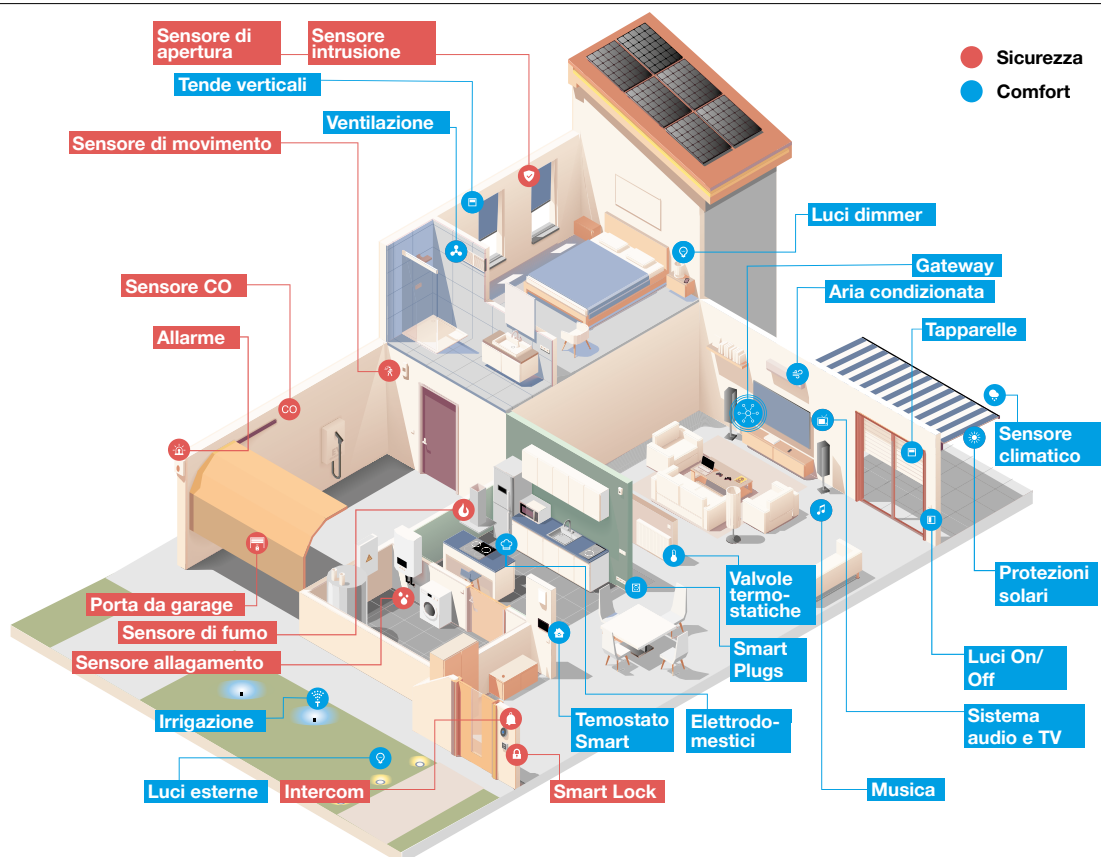 Sensore di
apertura
Sensore
intrusione
Sicurezza
Comfort
Tende verticali
Ventilazione
Sensore di movimento
Luci dimmer
Gateway
Aria condizionata
Sensore CO
Tapparelle
Allarme
CO
Sensore
climatico
Protezioni
solari
Valvole
termo-
statiche
Porta da garage
Sensore di fumo
Sensore allagamento
Smart
Plugs
Luci On/
Off
Irrigazione
Temostato
Smart
Elettrodo-
mestici
Sistema
audio e TV
Luci esterne
Intercom
Smart Lock
Musica